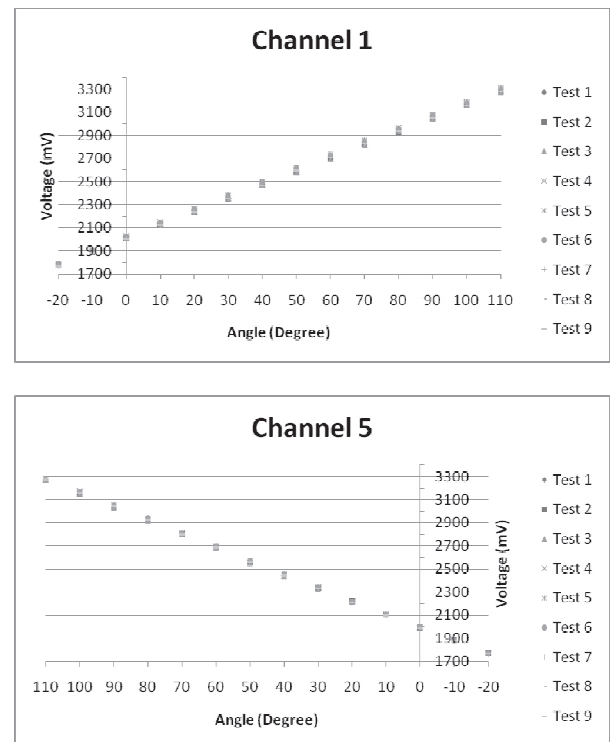 Channel 1
3300
3100
2900
2700
2500
2300
2100
1900
1700
Voltage (mV)
-20 -10 0 10 20 30 40 50 60 70 80 90 100 110
Angle (Degree)
Test 1
Test 2
Test 3
Test 4
Test 5
Test 6
Test 7
Test 8
Test 9
Channel 5
3300
3100
2900
2700
2500
2300
2100
1900
1700
Voltage (mV)
110 100 90 80 70 60 50 40 30 20 10 0 -10 -20
Angle (Degree)
Test 1
Test 2
Test 3
Test 4
Test 5
Test 6
Test 7
Test 8
Test 9